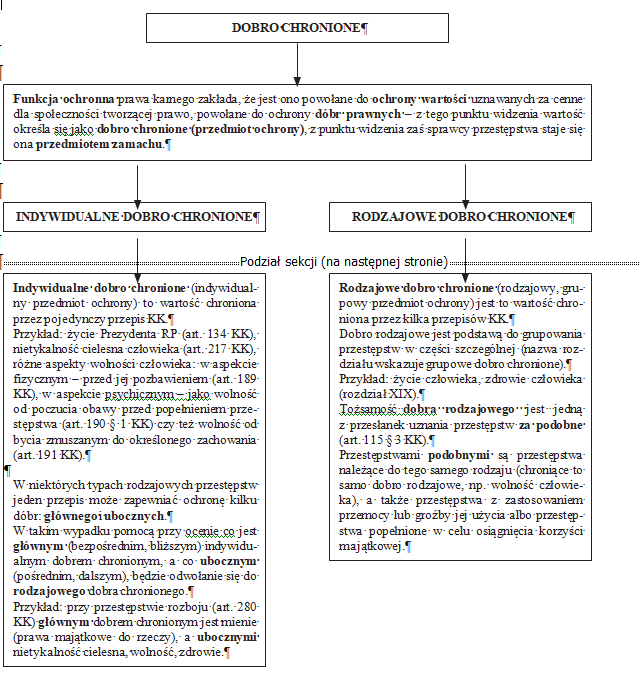 DOBRO CHRONIONE¶
Funkcja ochronna prawa karnego zakłada, że jest ono powołane do ochrony wartości uznawanych za cenne
dla społeczności tworzącej prawo, powołane do ochrony dóbr prawnych – z tego punktu widzenia wartość
określa się jako dobro chronione (przedmiot ochrony), z punktu widzenia zaś sprawcy przestępstwa staje się
ona przedmiotem zamachu.¶
INDYWIDUALNE DOBRO CHRONIONE¶
RODZAJOWE DOBRO CHRONIONE¶
Podział sekcji (na następnej stronie)
Indywidualne dobro chronione (indywidual-
ny przedmiot ochrony) to wartość chroniona
przez pojedynczy przepis KK.¶
Przykład: życie Prezydenta RP (art. 134 KK),
nietykalność cielesna człowieka (art. 217 KK),
różne aspekty wolności człowieka: w aspekcie
fizycznym – przed jej pozbawieniem (art. 189
KK), w aspekcie psychicznym – jako wolność
od poczucia obawy przed popełnieniem prze-
stępstwa (art. 190 § 1 KK) czy też wolność od
bycia zmuszanym do określonego zachowania
(art. 191 KK).¶
¶
W niektórych typach rodzajowych przestępstw
jeden przepis może zapewniać ochronę kilku
dóbr: głównego i ubocznych.¶
W takim wypadku pomocą przy ocenie co jest
głównym (bezpośrednim, bliższym) indywidu-
alnym dobrem chronionym, a co ubocznym
(pośrednim, dalszym), będzie odwołanie się do
rodzajowego dobra chronionego.¶
Przykład: przy przestępstwie rozboju (art. 280
KK) głównym dobrem chronionym jest mienie
(prawa majątkowe do rzeczy), a ubocznymi
nietykalność cielesna, wolność, zdrowie.¶
Rodzajowe dobro chronione (rodzajowy, gru-
powy przedmiot ochrony) jest to wartość chro-
niona przez kilka przepisów KK.¶
Dobro rodzajowe jest podstawą do grupowania
przestępstw w części szczególnej (nazwa roz-
działu wskazuje grupowe dobro chronione).¶
Przykład: życie człowieka, zdrowie człowieka
(rozdział XIX).¶
Tożsamość dobra rodzajowego jest jedną
z przesłanek uznania przestępstw za podobne
(art. 115 § 3 KK).¶
Przestępstwami podobnymi są przestępstwa
należące do tego samego rodzaju (chroniące to
samo dobro rodzajowe, np. wolność człowie-
ka), a także przestępstwa z zastosowaniem
przemocy lub groźby jej użycia albo przestęp-
stwa popełnione w celu osiągnięcia korzyści
majątkowej.¶